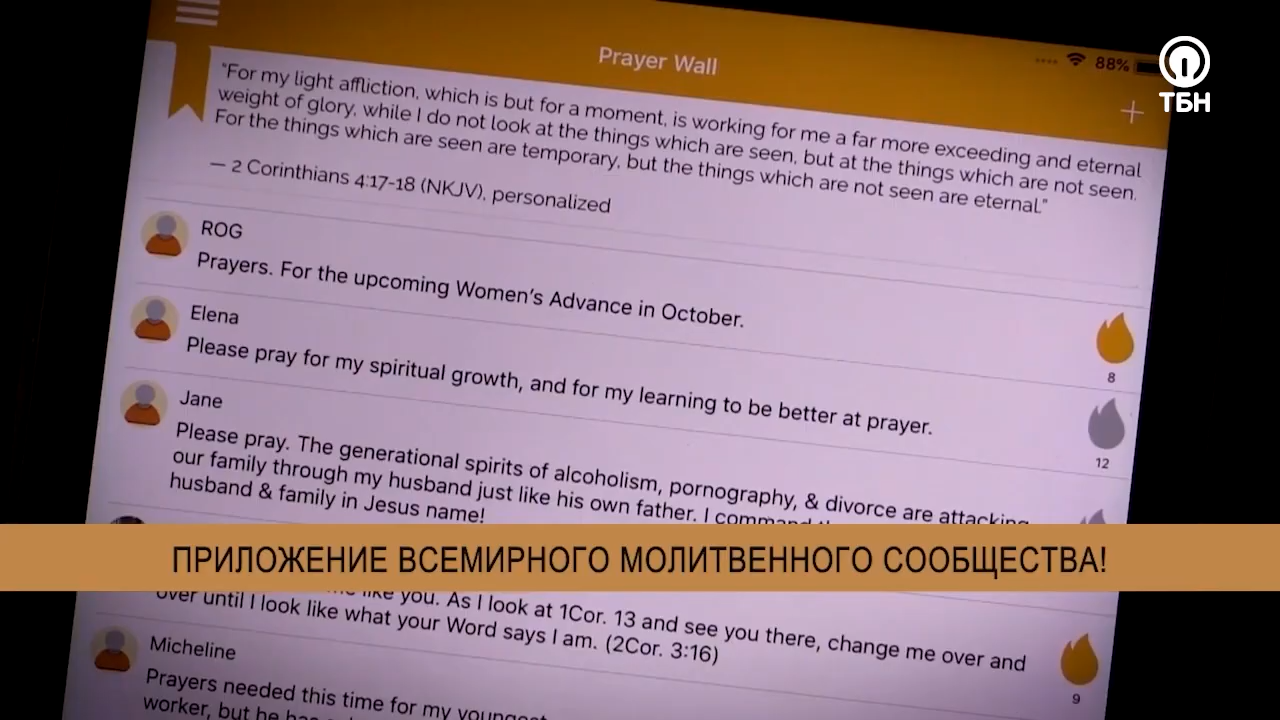 Prayer Wall
88%
ТБН
"For my light affliction, which is but for a moment, is working for me a far more exceeding and eternal
weight of glory, while I do not look at the things which are seen, but at the things which are not seen.
For the things which are seen are temporary, but the things which are not seen are eternal."
— 2 Corinthians 4:17-18 (NKJV), personalized
ROG
Prayers. For the upcoming Women's Advance in October.
8
Elena
Please pray for my spiritual growth, and for my learning to be better at prayer.
12
Jane
Please pray. The generational spirits of alcoholism, pornography, & divorce are attacking
our family through my husband just like his own father. I command
husband & family in Jesus name!
ПРИЛОЖЕНИЕ ВСЕМИРНОГО МОЛИТВЕННОГО СООБЩЕСТВА!
like you. As I look at 1Cor. 13 and see you there, change me over and
over until I look like what your Word says I am. (2Cor. 3:16)
9
Micheline
Prayers needed this time for my youngest
worker, but he has